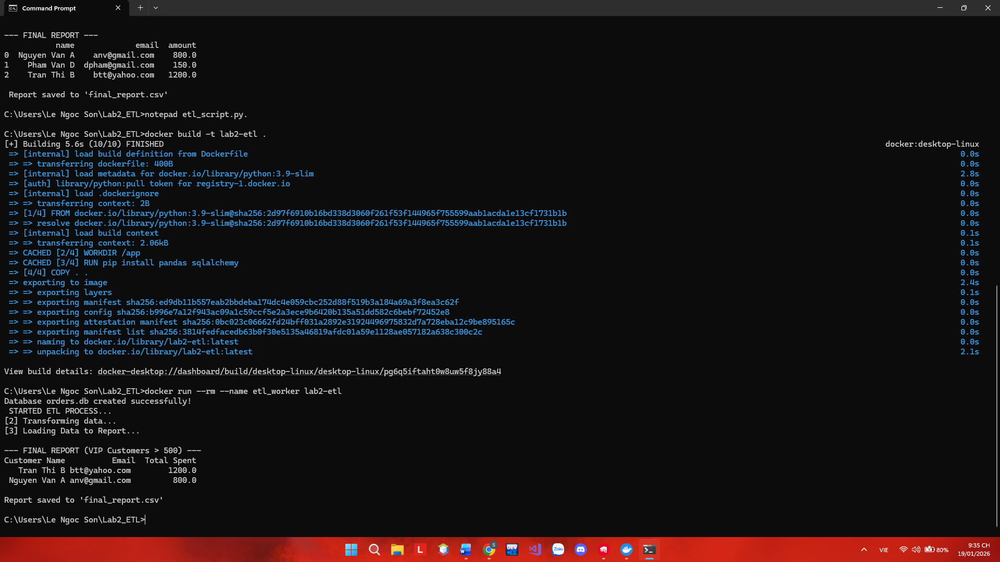 Command Prompt
--- FINAL REPORT ---
name email amount
0 Nguyen Van A anv@gmail.com 800.0
1 Pham Van D dpham@gmail.com 150.0
2 Tran Thi B btt@yahoo.com 1200.0
Report saved to 'final_report.csv'
C:\Users\Le Ngoc Son\Lab2_ETL>notepad etl_script.py.
C:\Users\Le Ngoc Son\Lab2_ETL>docker build -t lab2-etl .
[+] Building 5.6s (10/10) FINISHED docker:desktop-linux
=> [internal] load build definition from Dockerfile 0.0s
=> => transferring dockerfile: 400B 0.0s
=> [internal] load metadata for docker.io/library/python:3.9-slim 2.8s
=> [auth] library/python:pull token for registry-1.docker.io 0.0s
=> [internal] load .dockerignore 0.0s
=> => transferring context: 2B 0.0s
=> [1/4] FROM docker.io/library/python:3.9-slim@sha256:2d97f6910b16bd338d3060f261f53f144965f755599aab1acda1e13cf1731b1b 0.0s
=> => resolve docker.io/library/python:3.9-slim@sha256:2d97f6910b16bd338d3060f261f53f144965f755599aab1acda1e13cf1731b1b 0.0s
=> [internal] load build context 0.1s
=> => transferring context: 2.06kB 0.1s
=> CACHED [2/4] WORKDIR /app 0.0s
=> CACHED [3/4] RUN pip install pandas sqlalchemy 0.0s
=> [4/4] COPY . . 0.0s
=> exporting to image 2.4s
=> => exporting layers 0.1s
=> => exporting manifest sha256:ed9db11b557eab2bbdeba174dc4e059cbc252d88f519b3a184a69a3f8ea3c62f 0.0s
=> => exporting config sha256:b996e7a12f943ac09a1c59ccf5e2a3ece9b6420b135a51dd582c6bebf72452e8 0.0s
=> => exporting attestation manifest sha256:0bc023c06662fd24bff031a2892e31924496975832d7a728eba12c9be895165c 0.0s
=> => exporting manifest list sha256:3814fedfacedb63b0f30e5135a46819afdc01a59e1128ae057182a638c300c2c 0.0s
=> => naming to docker.io/library/lab2-etl:latest 0.0s
=> => unpacking to docker.io/library/lab2-etl:latest 2.1s
View build details: docker-desktop://dashboard/build/desktop-linux/desktop-linux/pg6q5iftaht0w8uw5f8jy88a4
C:\Users\Le Ngoc Son\Lab2_ETL>docker run --rm --name etl_worker lab2-etl
Database orders.db created successfully!
STARTED ETL PROCESS...
[2] Transforming data...
[3] Loading Data to Report...
--- FINAL REPORT (VIP Customers > 500) ---
Customer Name Email Total Spent
Tran Thi B btt@yahoo.com 1200.0
Nguyen Van A anv@gmail.com 800.0
Report saved to 'final_report.csv'
C:\Users\Le Ngoc Son\Lab2_ETL>
L
W
S
DEV
Zalo
VIE
80%
9:35 CH
19/01/2026